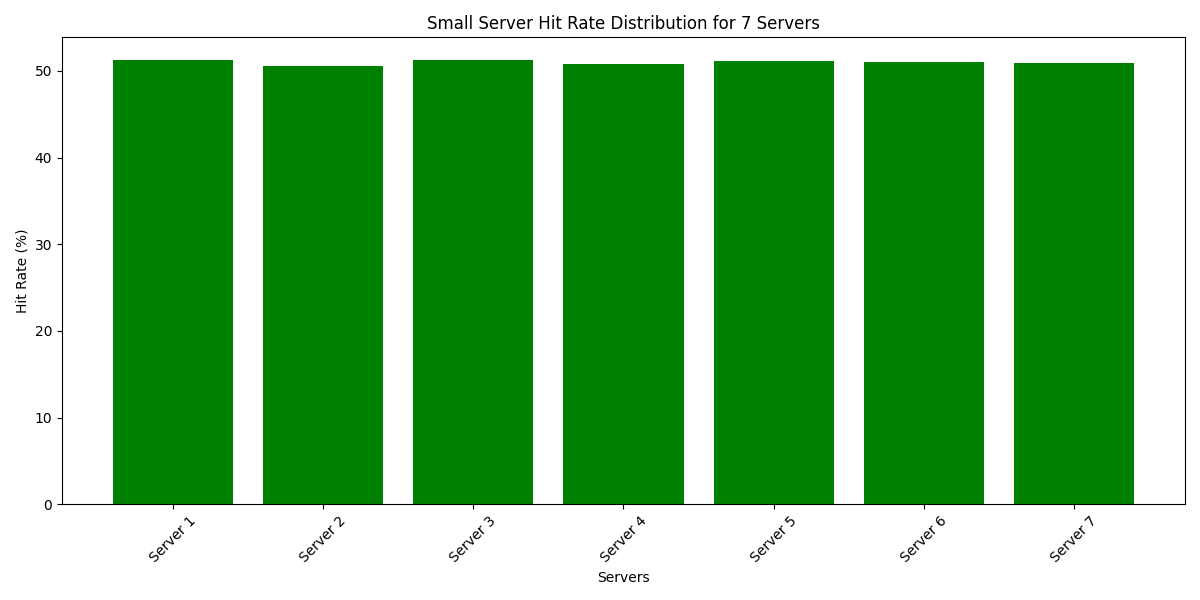 Small Server Hit Rate Distribution for 7 Servers
Hit Rate (%)
50
40
30
20
10
0
Server 1
Server 2
Server 3
Server 4
Server 5
Server 6
Server 7
Servers